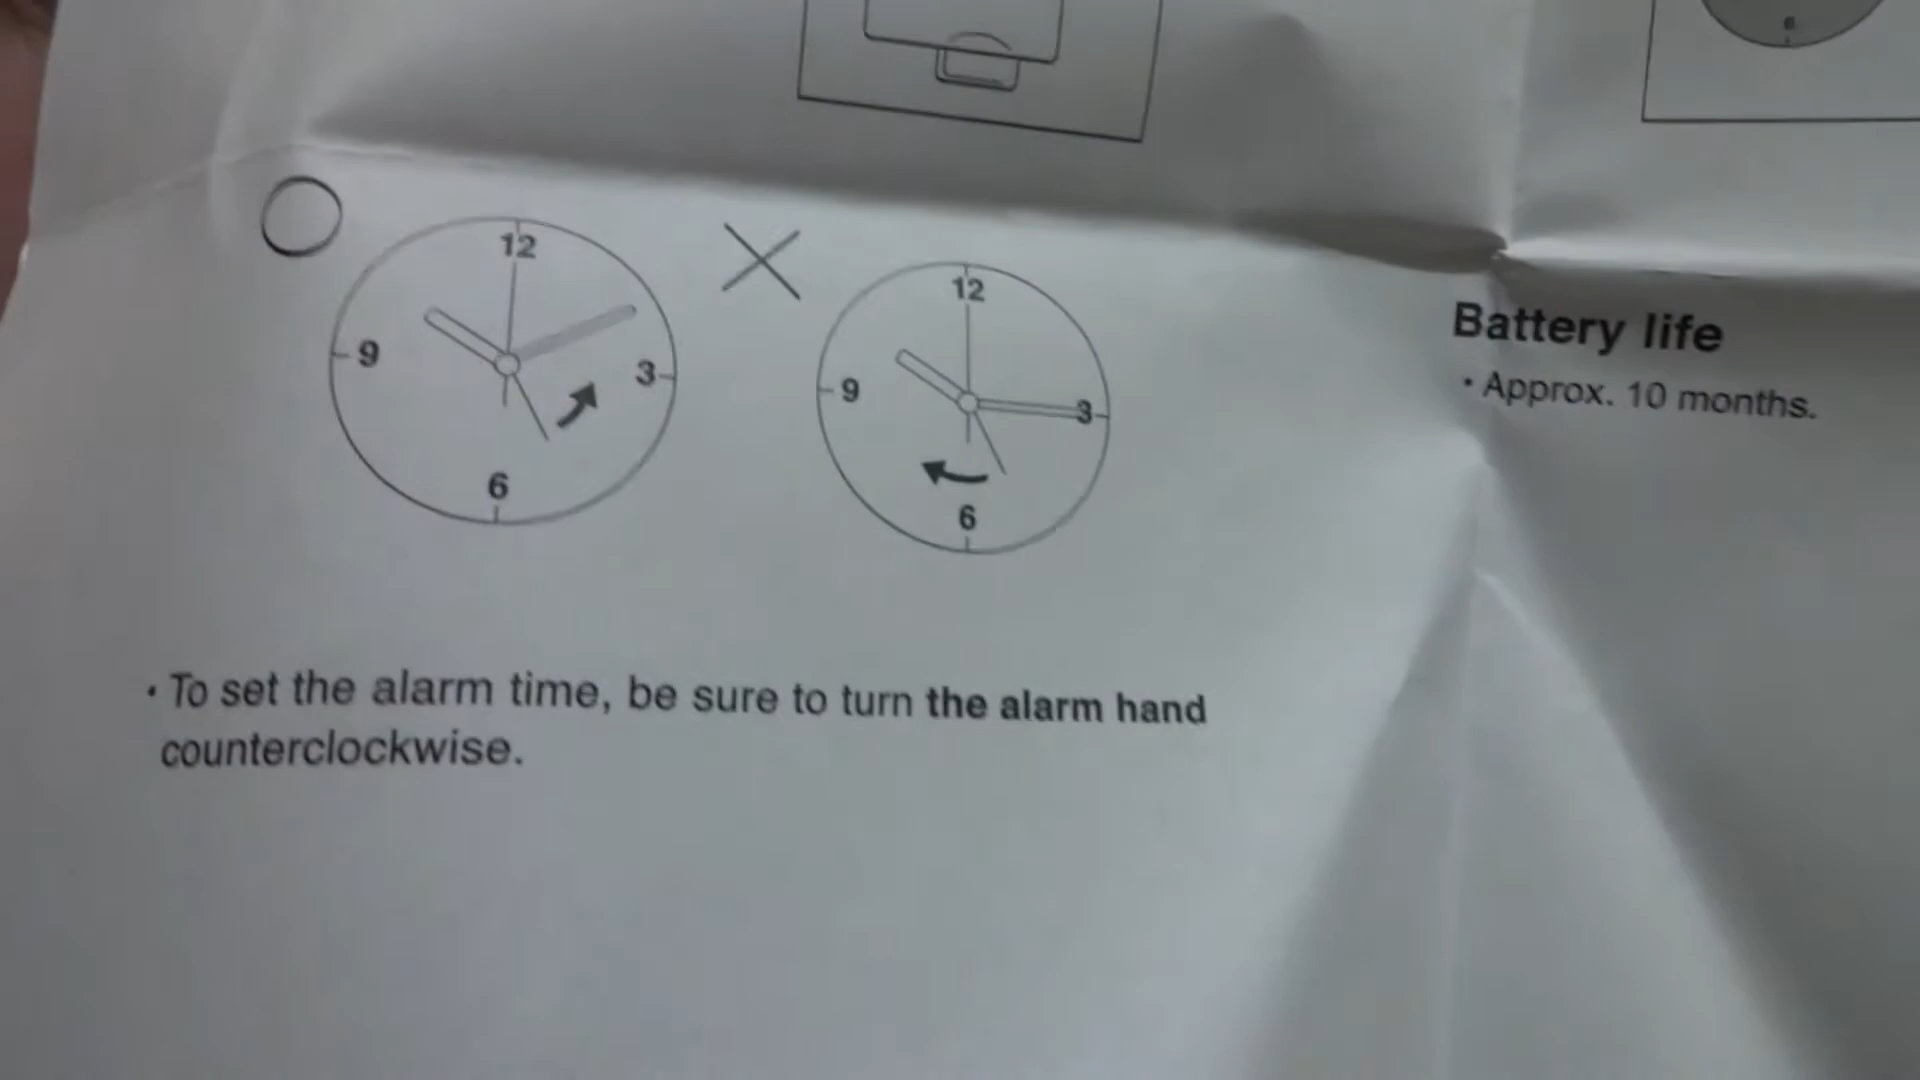 6
12
9
3
6
12
9
3
6
Battery life
• Approx. 10 months.
• To set the alarm time, be sure to turn the alarm hand
counterclockwise.